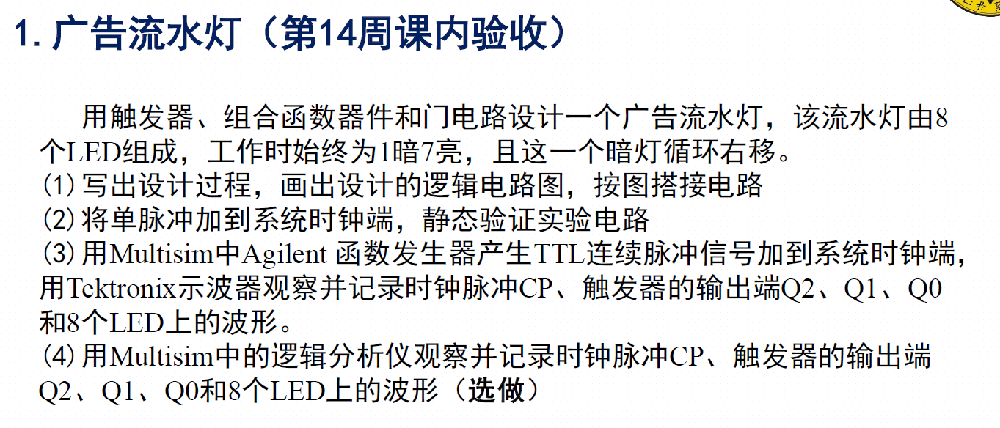 1.广告流水灯（第14周课内验收）
用触发器、组合函数器件和门电路设计一个广告流水灯，该流水灯由8
个LED组成，工作时始终为1暗7亮，且这一个暗灯循环右移。
(1)写出设计过程，画出设计的逻辑电路图，按图搭接电路
(2)将单脉冲加到系统时钟端，静态验证实验电路
(3)用Multisim中Agilent 函数发生器产生TTL连续脉冲信号加到系统时钟端，
用Tektronix示波器观察并记录时钟脉冲CP、触发器的输出端Q2、Q1、Q0
和8个LED上的波形。
(4)用Multisim中的逻辑分析仪观察并记录时钟脉冲CP、触发器的输出端
Q2、Q1、Q0和8个LED上的波形（选做）